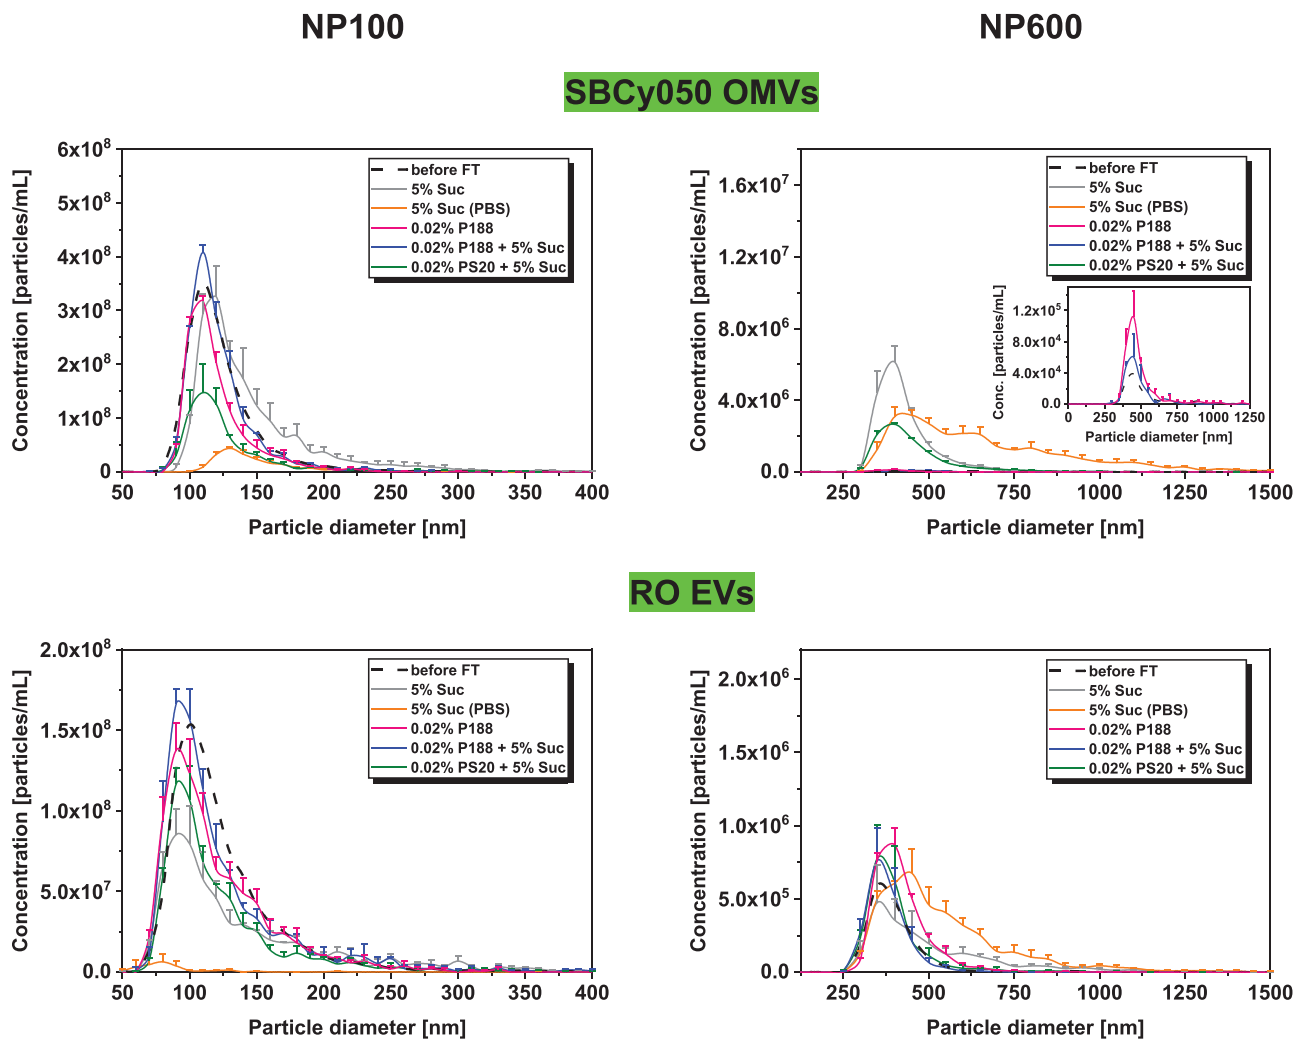 NP100
NP600
SBCy050 OMVs
Concentration [particles/mL]
6x10⁸
5x10⁸
4x10⁸
3x10⁸
2x10⁸
1x10⁸
0
50 100 150 200 250 300 350 400
Particle diameter [nm]
before FT
5% Suc
5% Suc (PBS)
0.02% P188
0.02% P188 + 5% Suc
0.02% PS20 + 5% Suc
Concentration [particles/mL]
1.6x10⁷
1.2x10⁷
8.0x10⁶
4.0x10⁶
0.0
250 500 750 1000 1250 1500
Particle diameter [nm]
before FT
5% Suc
5% Suc (PBS)
0.02% P188
0.02% P188 + 5% Suc
0.02% PS20 + 5% Suc
Conc. [particles/mL]
1.2x10⁵
8.0x10⁴
4.0x10⁴
0.0
0 250 500 750 1000 1250
Particle diameter [nm]
RO EVs
Concentration [particles/mL]
2.0x10⁸
1.5x10⁸
1.0x10⁸
5.0x10⁷
0.0
50 100 150 200 250 300 350 400
Particle diameter [nm]
before FT
5% Suc
5% Suc (PBS)
0.02% P188
0.02% P188 + 5% Suc
0.02% PS20 + 5% Suc
Concentration [particles/mL]
2.0x10⁶
1.5x10⁶
1.0x10⁶
5.0x10⁵
0.0
250 500 750 1000 1250 1500
Particle diameter [nm]
before FT
5% Suc
5% Suc (PBS)
0.02% P188
0.02% P188 + 5% Suc
0.02% PS20 + 5% Suc